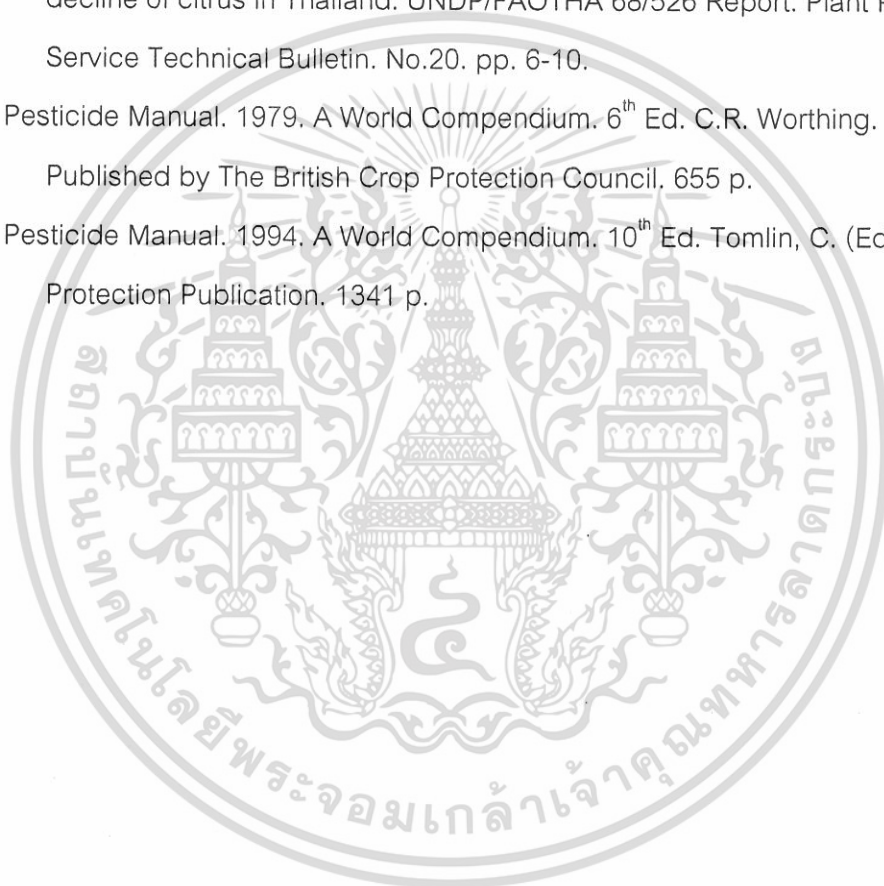 decline of citrus in Thailand. UNDP/FAOTHA 68/526 Report. Plant
Service Technical Bulletin. No.20. pp. 6-10.
Pesticide Manual. 1979. A World Compendium. 6th Ed. C.R. Worthing.
Published by The British Crop Protection Council. 655 p.
Pesticide Manual. 1994. A World Compendium. 10th Ed. Tomlin, C. (Ed
Protection Publication. 1341 p.
๔
สถาบันเทคโนโลยีพระจอมเกล้าเจ้าคุณทหารลาดกระบัง